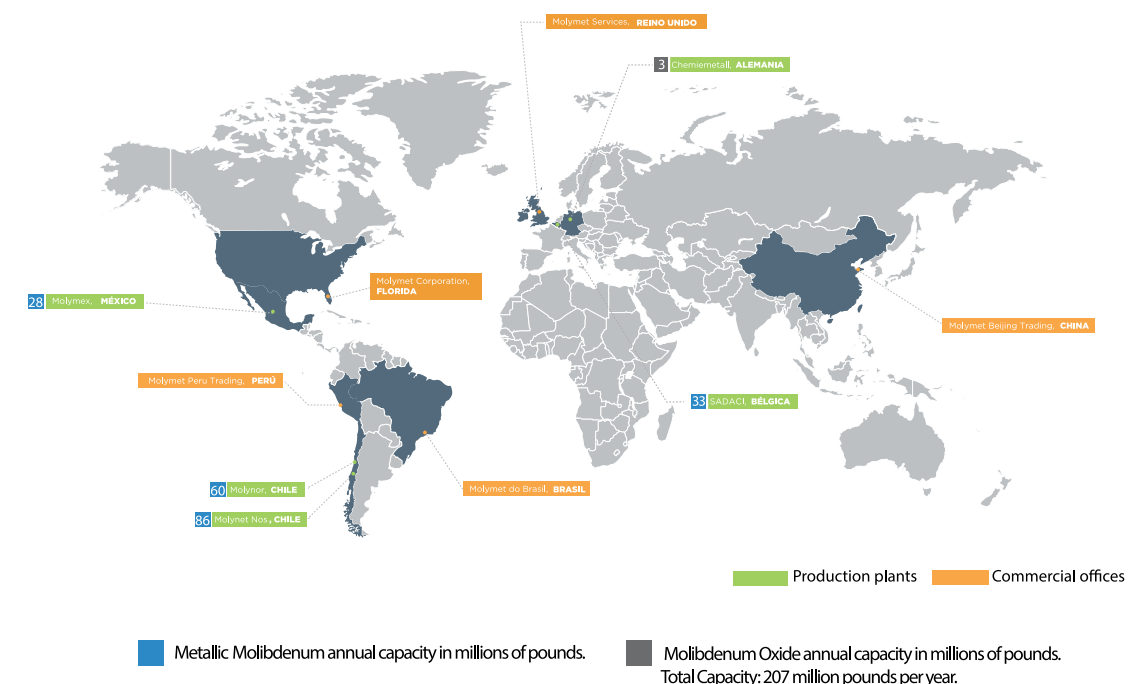 Molymet Services, REINO UNIDO
3 Chemiemetall, ALEMANIA
Molymet Corporation,
FLORIDA
28 Molymex, MÉXICO
Molymet Beijing Trading, CHINA
Molymet Peru Trading, PERÚ
33 SADACI, BÉLGICA
60 Molynor, CHILE
Molymet do Brasil, BRASIL
86 Molynet Nos, CHILE
Production plants
Commercial offices
Metallic Molibdenum annual capacity in millions of pounds.
Molibdenum Oxide annual capacity in millions of pounds.
Total Capacity: 207 million pounds per year.